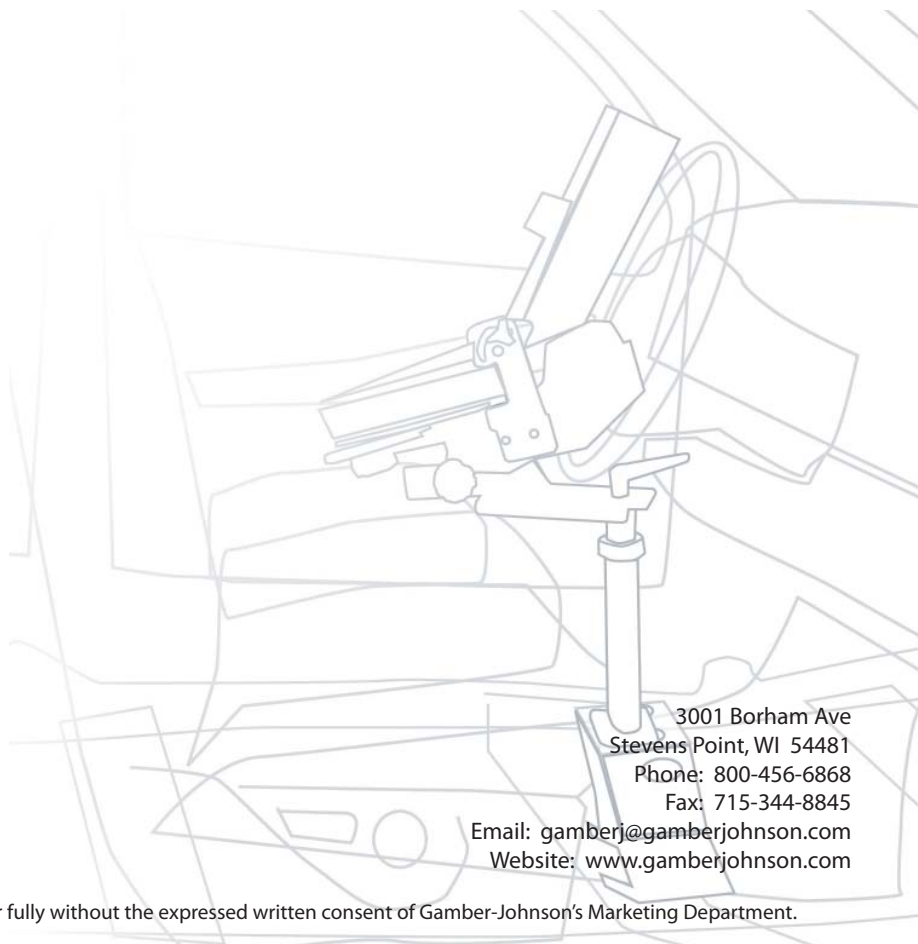 3001 Borham Ave
Stevens Point, WI 54481
Phone: 800-456-6868
Fax: 715-344-8845
Email: gamberj@gamberjohnson.com
Website: www.gamberjohnson.com
fully without the expressed written consent of Gamber-Johnson's Marketing Department.